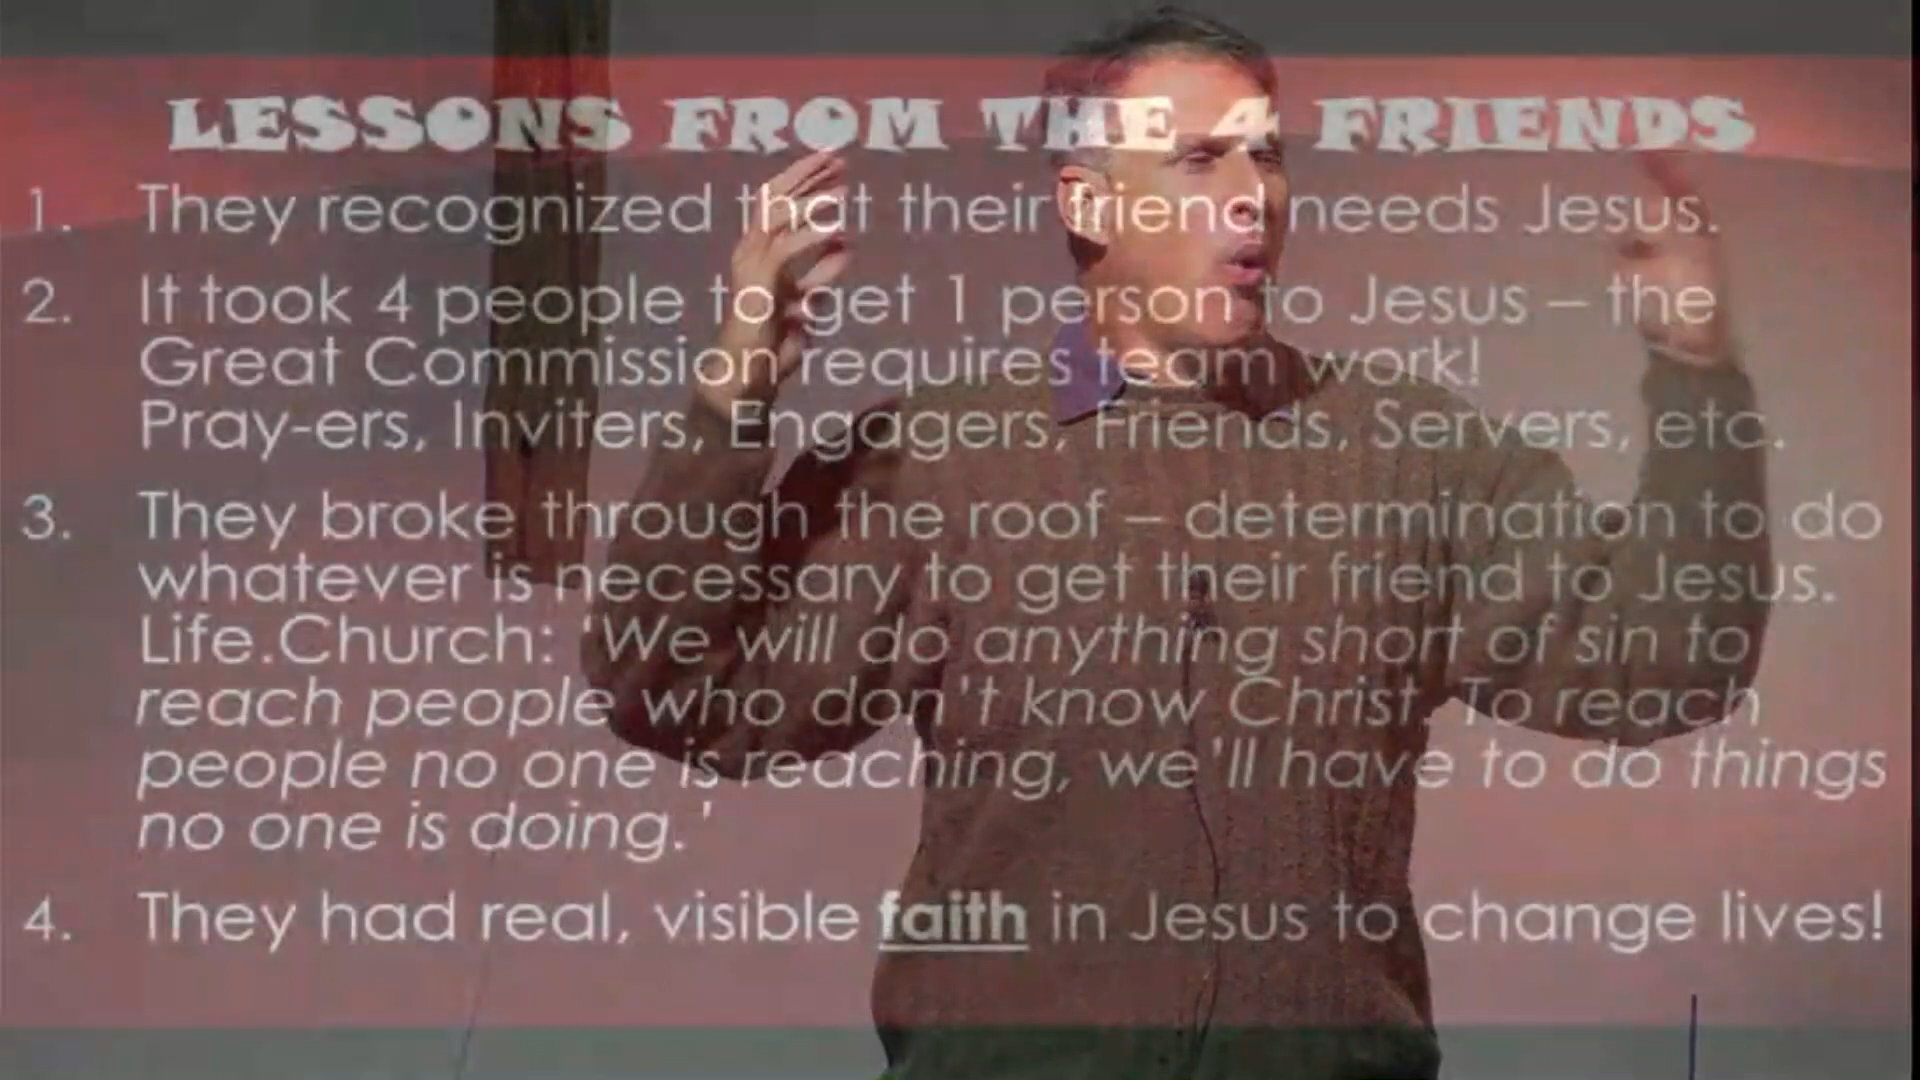 LESSONS FROM THE 4 FRIENDS
1. They recognized that their friend needs Jesus.
2. It took 4 people to get 1 person to Jesus – the
Great Commission requires team work!
Pray-ers, Inviters, Engagers, Friends, Servers, etc.
3. They broke through the roof – determination to do
whatever is necessary to get their friend to Jesus.
Life.Church: 'We will do anything short of sin to
reach people who don't know Christ. To reach
people no one is reaching, we'll have to do things
no one is doing.'
4. They had real, visible faith in Jesus to change lives!